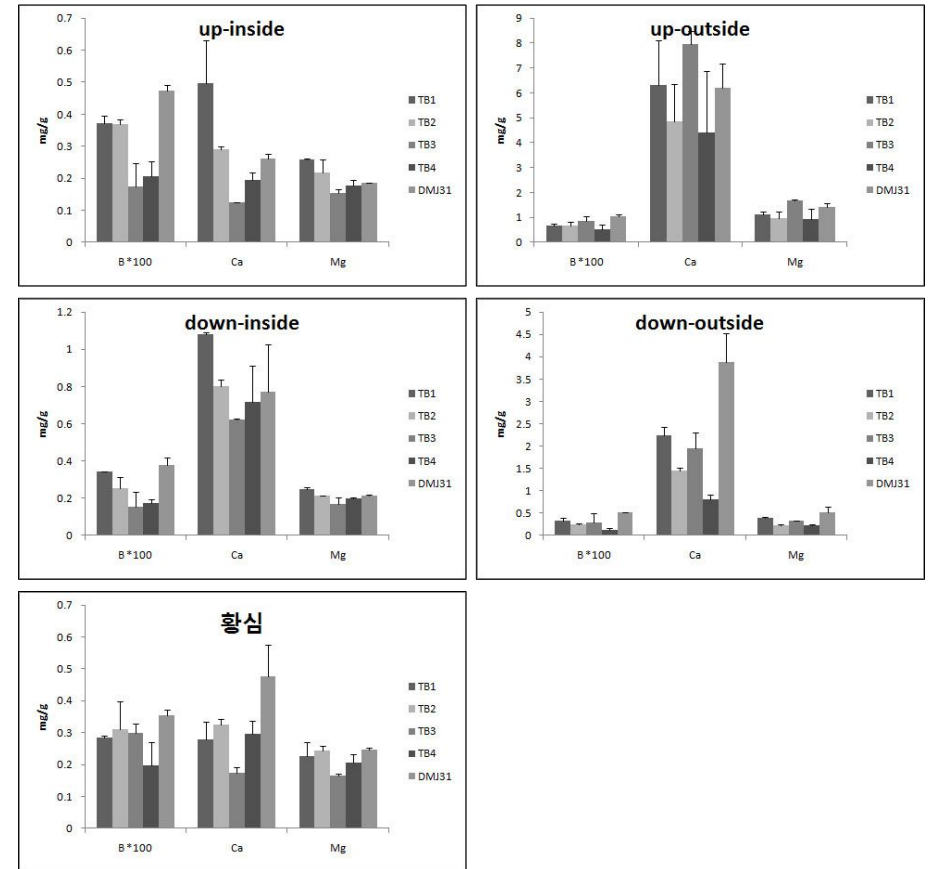 up-inside
0.7
0.6
0.5
0.4
0.3
0.2
0.1
0
mg/g
B*100 Ca Mg
TB1
TB2
TB3
TB4
DMJ31
up-outside
9
8
7
6
5
4
3
2
1
0
mg/g
B*100 Ca Mg
TB1
TB2
TB3
TB4
DMJ31
down-inside
1.2
1
0.8
0.6
0.4
0.2
0
mg/g
B*100 Ca Mg
TB1
TB2
TB3
TB4
DMJ31
down-outside
5
4.5
4
3.5
3
2.5
2
1.5
1
0.5
0
mg/g
B*100 Ca Mg
TB1
TB2
TB3
TB4
DMJ31
황심
0.7
0.6
0.5
0.4
0.3
0.2
0.1
0
mg/g
B*100 Ca Mg
TB1
TB2
TB3
TB4
DMJ31